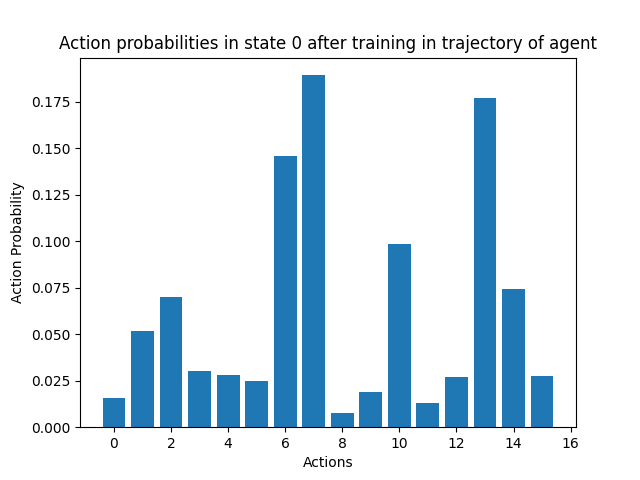 Action probabilities in state 0 after training in trajectory of agent
Action Probability
0.175
0.150
0.125
0.100
0.075
0.050
0.025
0.000
0 2 4 6 8 10 12 14 16
Actions